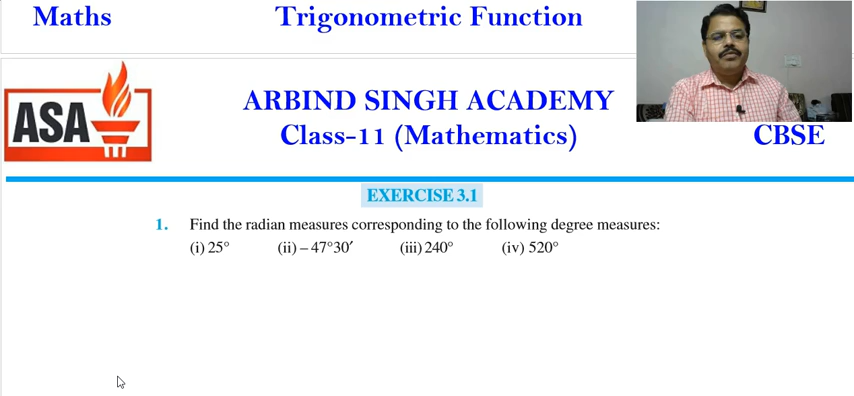 Maths Trigonometric Function
ASA
ARBIND SINGH ACADEMY
Class-11 (Mathematics) CBSE
EXERCISE 3.1
1. Find the radian measures corresponding to the following degree measures:
(i) 25° (ii) – 47°30′ (iii) 240° (iv) 520°